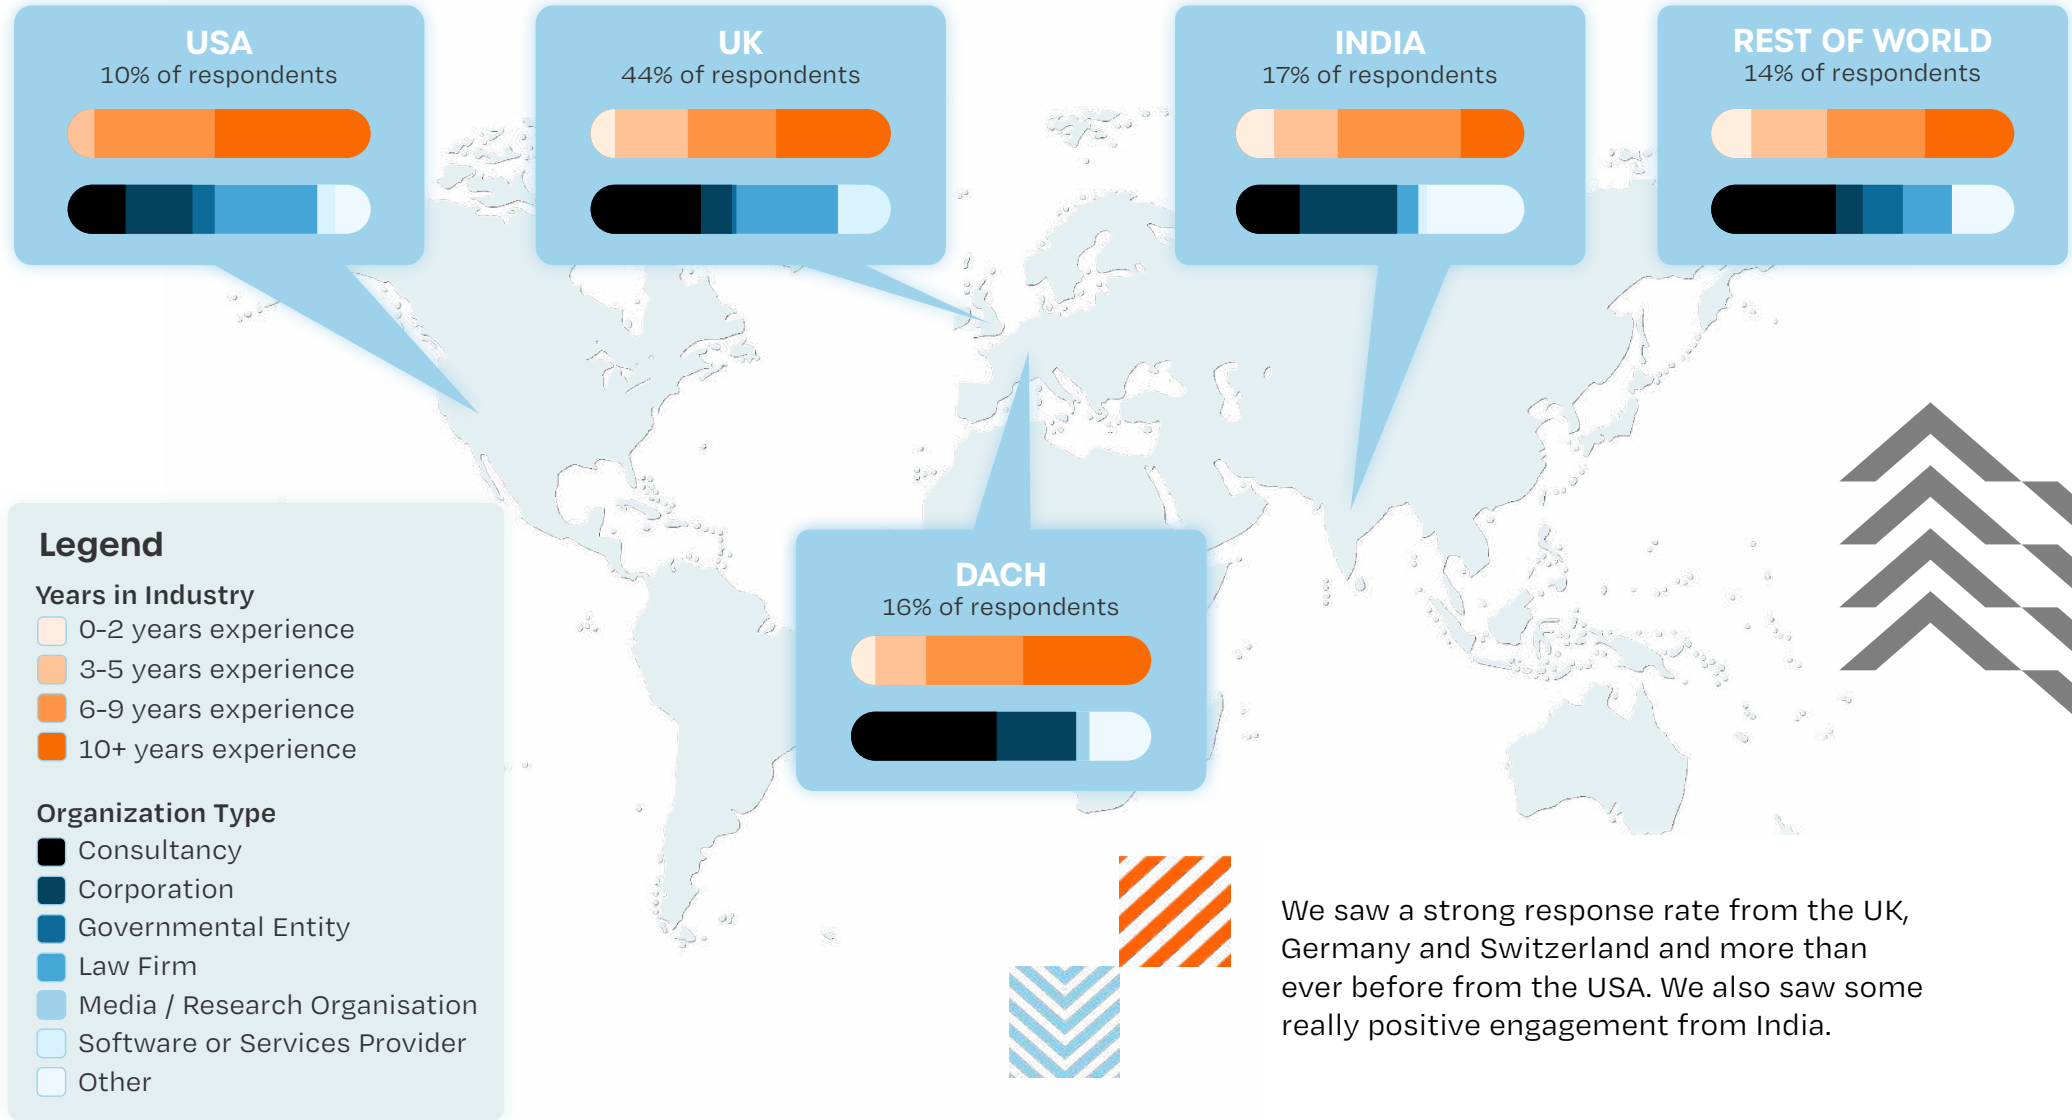 USA
10% of respondents
UK
44% of respondents
INDIA
17% of respondents
REST OF WORLD
14% of respondents
DACH
16% of respondents
Legend
Years in Industry
0-2 years experience
3-5 years experience
6-9 years experience
10+ years experience
Organization Type
Consultancy
Corporation
Governmental Entity
Law Firm
Media / Research Organisation
Software or Services Provider
Other
We saw a strong response rate from the UK,
Germany and Switzerland and more than
ever before from the USA. We also saw some
really positive engagement from India.